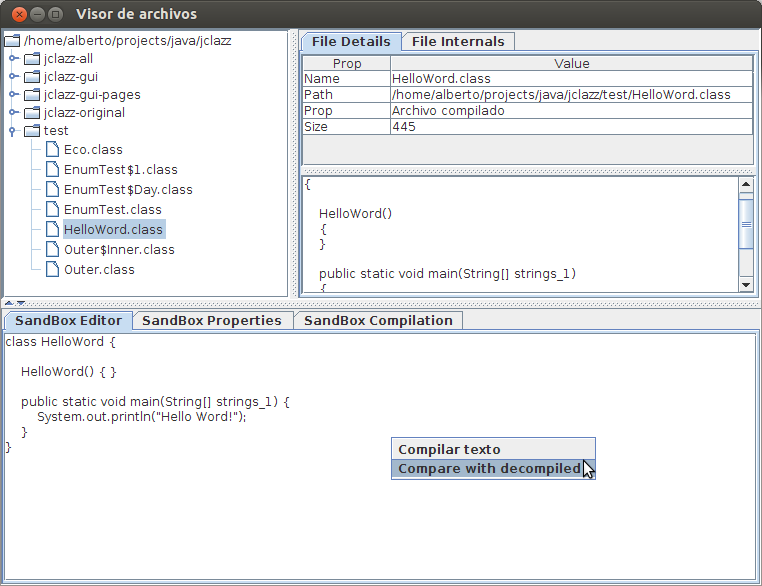 Visor de archivos
/home/alberto/projects/java/jclazz
jclazz-all
jclazz-gui
jclazz-gui-pages
jclazz-original
test
Eco.class
EnumTest$1.class
EnumTest$Day.class
EnumTest.class
HelloWord.class
Outer$Inner.class
Outer.class
File Details File Internals
Prop Value
Name HelloWord.class
Path /home/alberto/projects/java/jclazz/test/HelloWord.class
Prop Archivo compilado
Size 445
{
HelloWord()
{
}
public static void main(String[] strings_1)
{
SandBox Editor SandBox Properties SandBox Compilation
class HelloWord {
HelloWord() { }
public static void main(String[] strings_1) {
System.out.println("Hello Word!");
}
}
Compilar texto
Compare with decompiled